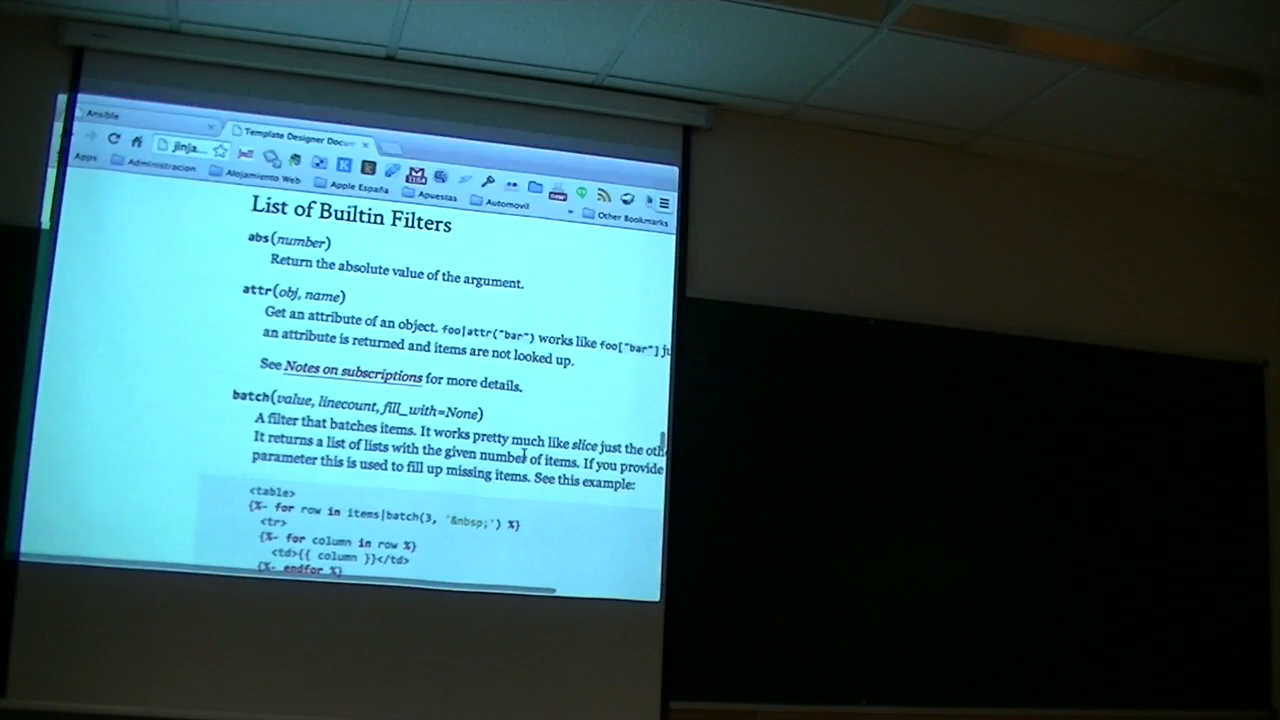 Ansible
Template Designer Docum
jinja...
Apps Administracion Alojamiento Web Apple España Apuestas Automovil » Other Bookmarks
List of Builtin Filters
abs(number)
Return the absolute value of the argument.
attr(obj, name)
Get an attribute of an object. foo|attr("bar") works like foo["bar"] ju
an attribute is returned and items are not looked up.
See Notes on subscriptions for more details.
batch(value, linecount, fill_with=None)
A filter that batches items. It works pretty much like slice just the oth
It returns a list of lists with the given number of items. If you provide
parameter this is used to fill up missing items. See this example:
<table>
{%- for row in items|batch(3, '&nbsp;') %}
<tr>
{%- for column in row %}
<td>{{ column }}</td>
{%- endfor %}